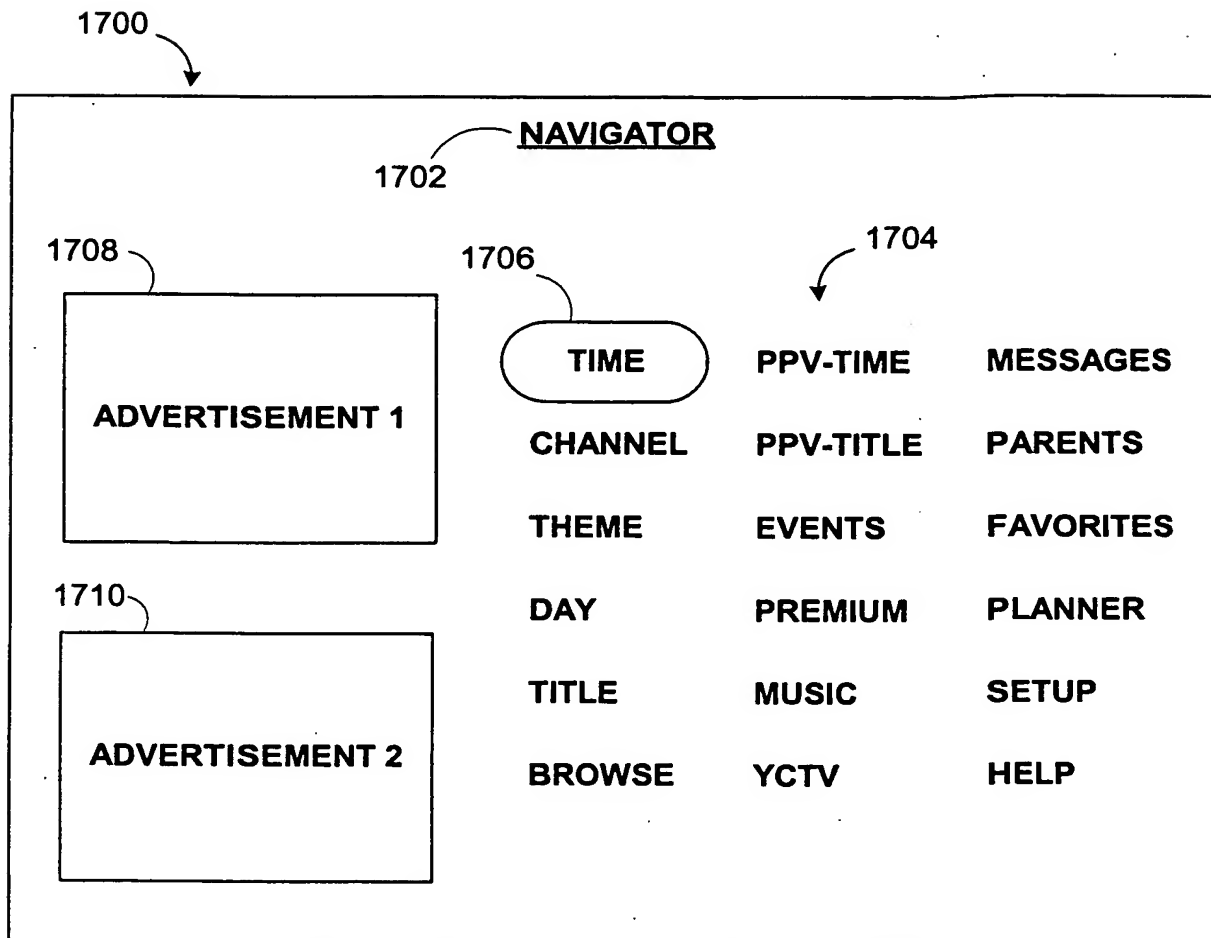 1700
NAVIGATOR
1702
1708
1706
1704
ADVERTISEMENT 1
TIME PPV-TIME MESSAGES
CHANNEL PPV-TITLE PARENTS
THEME EVENTS FAVORITES
1710
DAY PREMIUM PLANNER
TITLE MUSIC SETUP
ADVERTISEMENT 2
BROWSE YCTV HELP